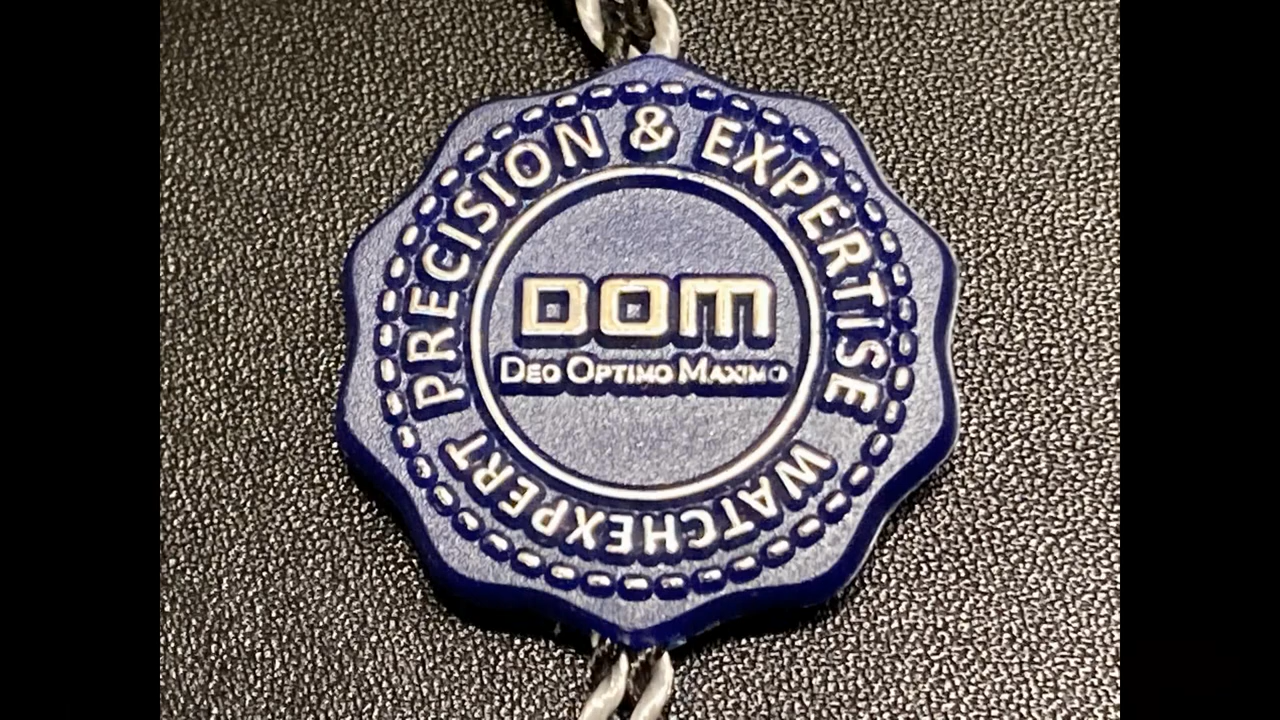 PRECISION & EXPERTISE
DOM
DEO OPTIMO MAXIMO
WATCHEXPERT